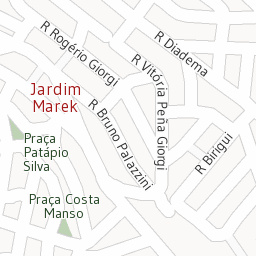 R Diadema
R Rogério Giorgi
R Vitória Peña Giorgi
Jardim
Marek
R Bruno Palazzini
Praça
Patápio
Silva
R Birigui
Praça Costa
Manso